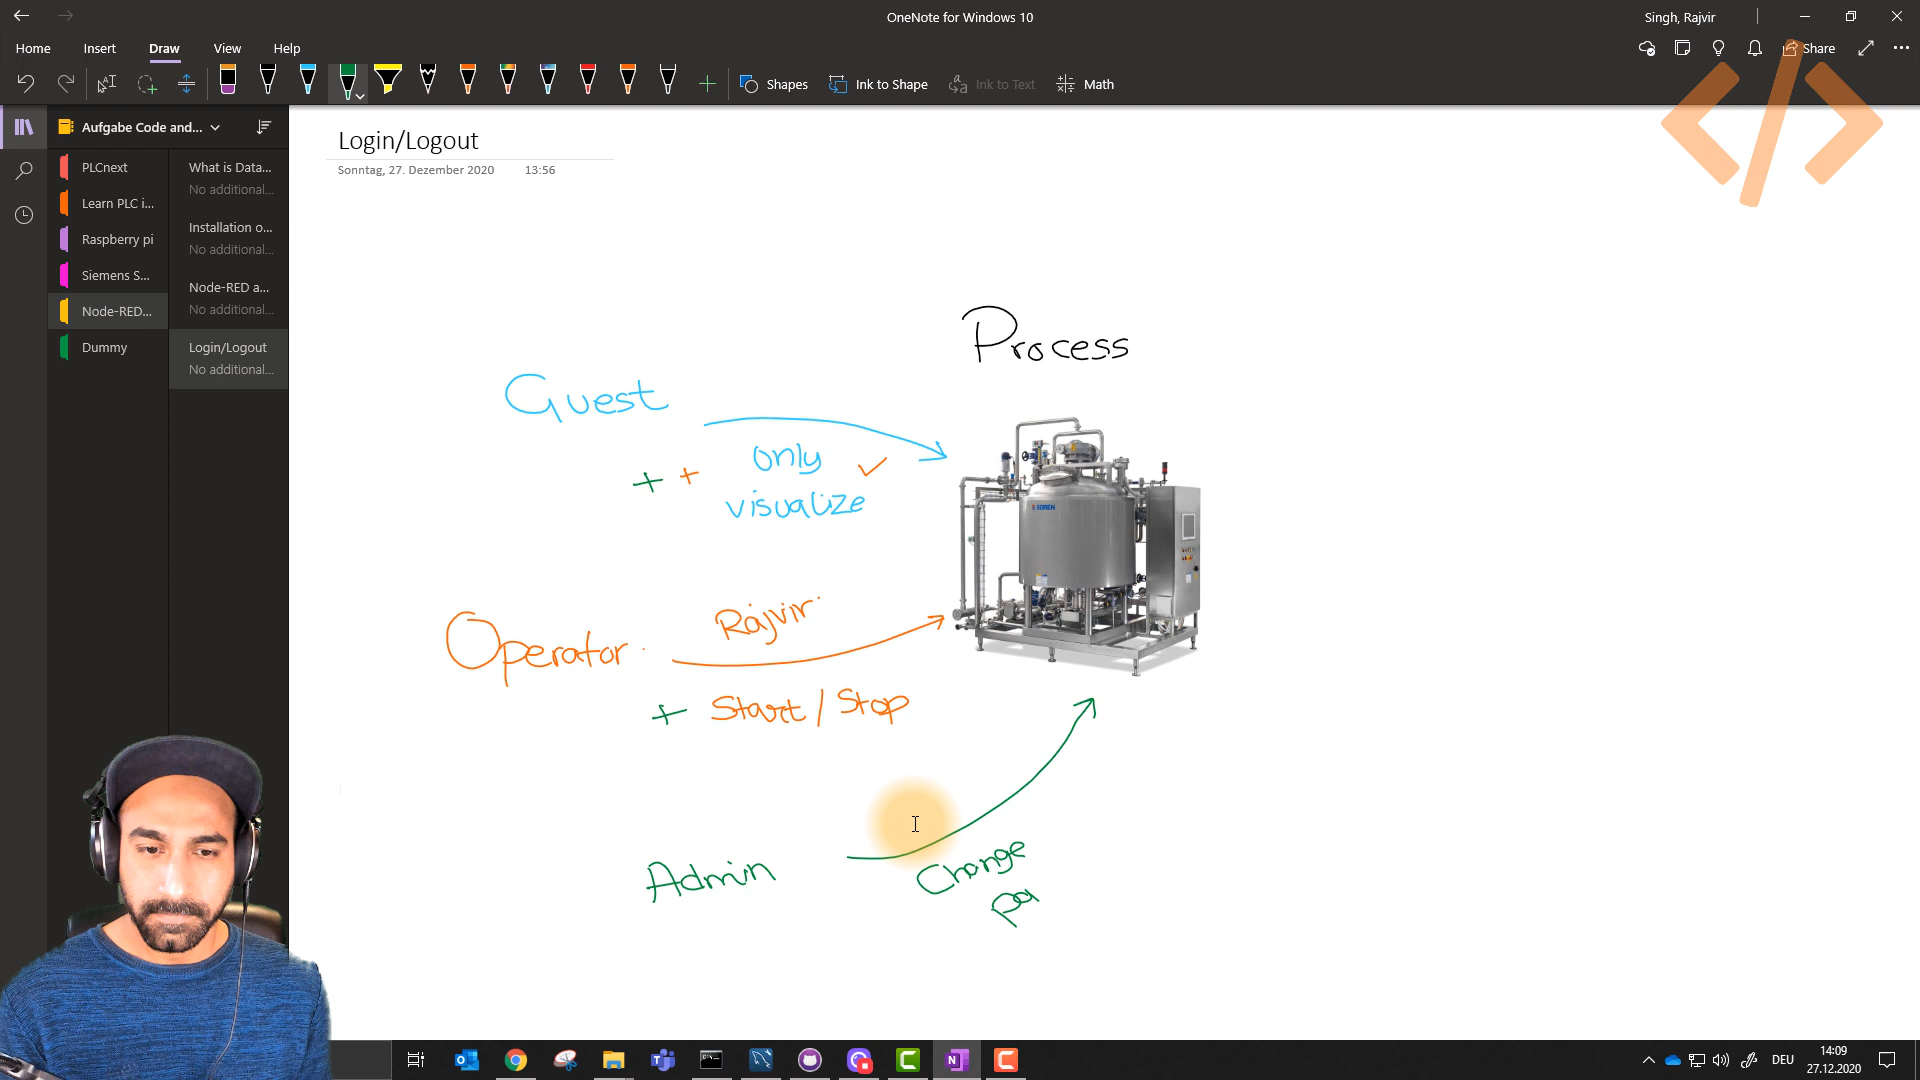 OneNote for Windows 10
Singh, Rajvir
Home
Insert
Draw
View
Help
Share
Shapes
Ink to Shape
Ink to Text
Math
Aufgabe Code and...
PLCnext
Learn PLC i...
Raspberry pi
Siemens S...
Node-RED...
Dummy
What is Data...
No additional...
Installation o...
No additional...
Node-RED a...
No additional...
Login/Logout
No additional...
Login/Logout
Sonntag, 27. Dezember 2020 13:56
Process
Guest
+ + only ✓
visualize
SOREN
Rajvir
Operator
+ Start / Stop
Admin
Change
pa
DEU
14:09
27.12.2020